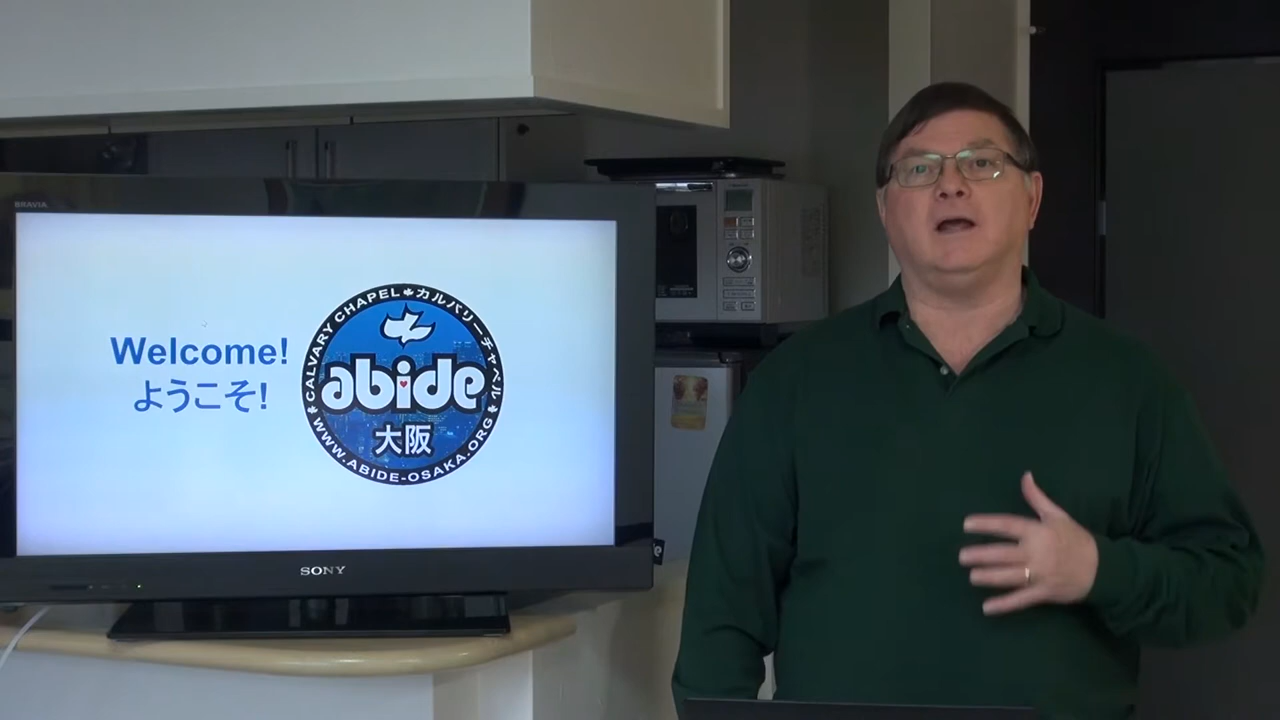 BRAVIA
Welcome!
ようこそ!
CALVARY CHAPEL
カルバリーチャペル
abide
大阪
WWW.ABIDE-OSAKA.ORG
SONY